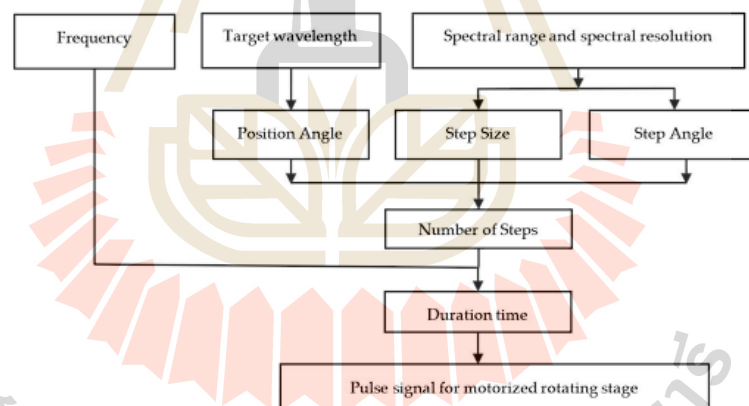 Frequency
Target wavelength
Spectral range and spectral resolution
Position Angle
Step Size
Step Angle
Number of Steps
Duration time
Pulse signal for motorized rotating stage